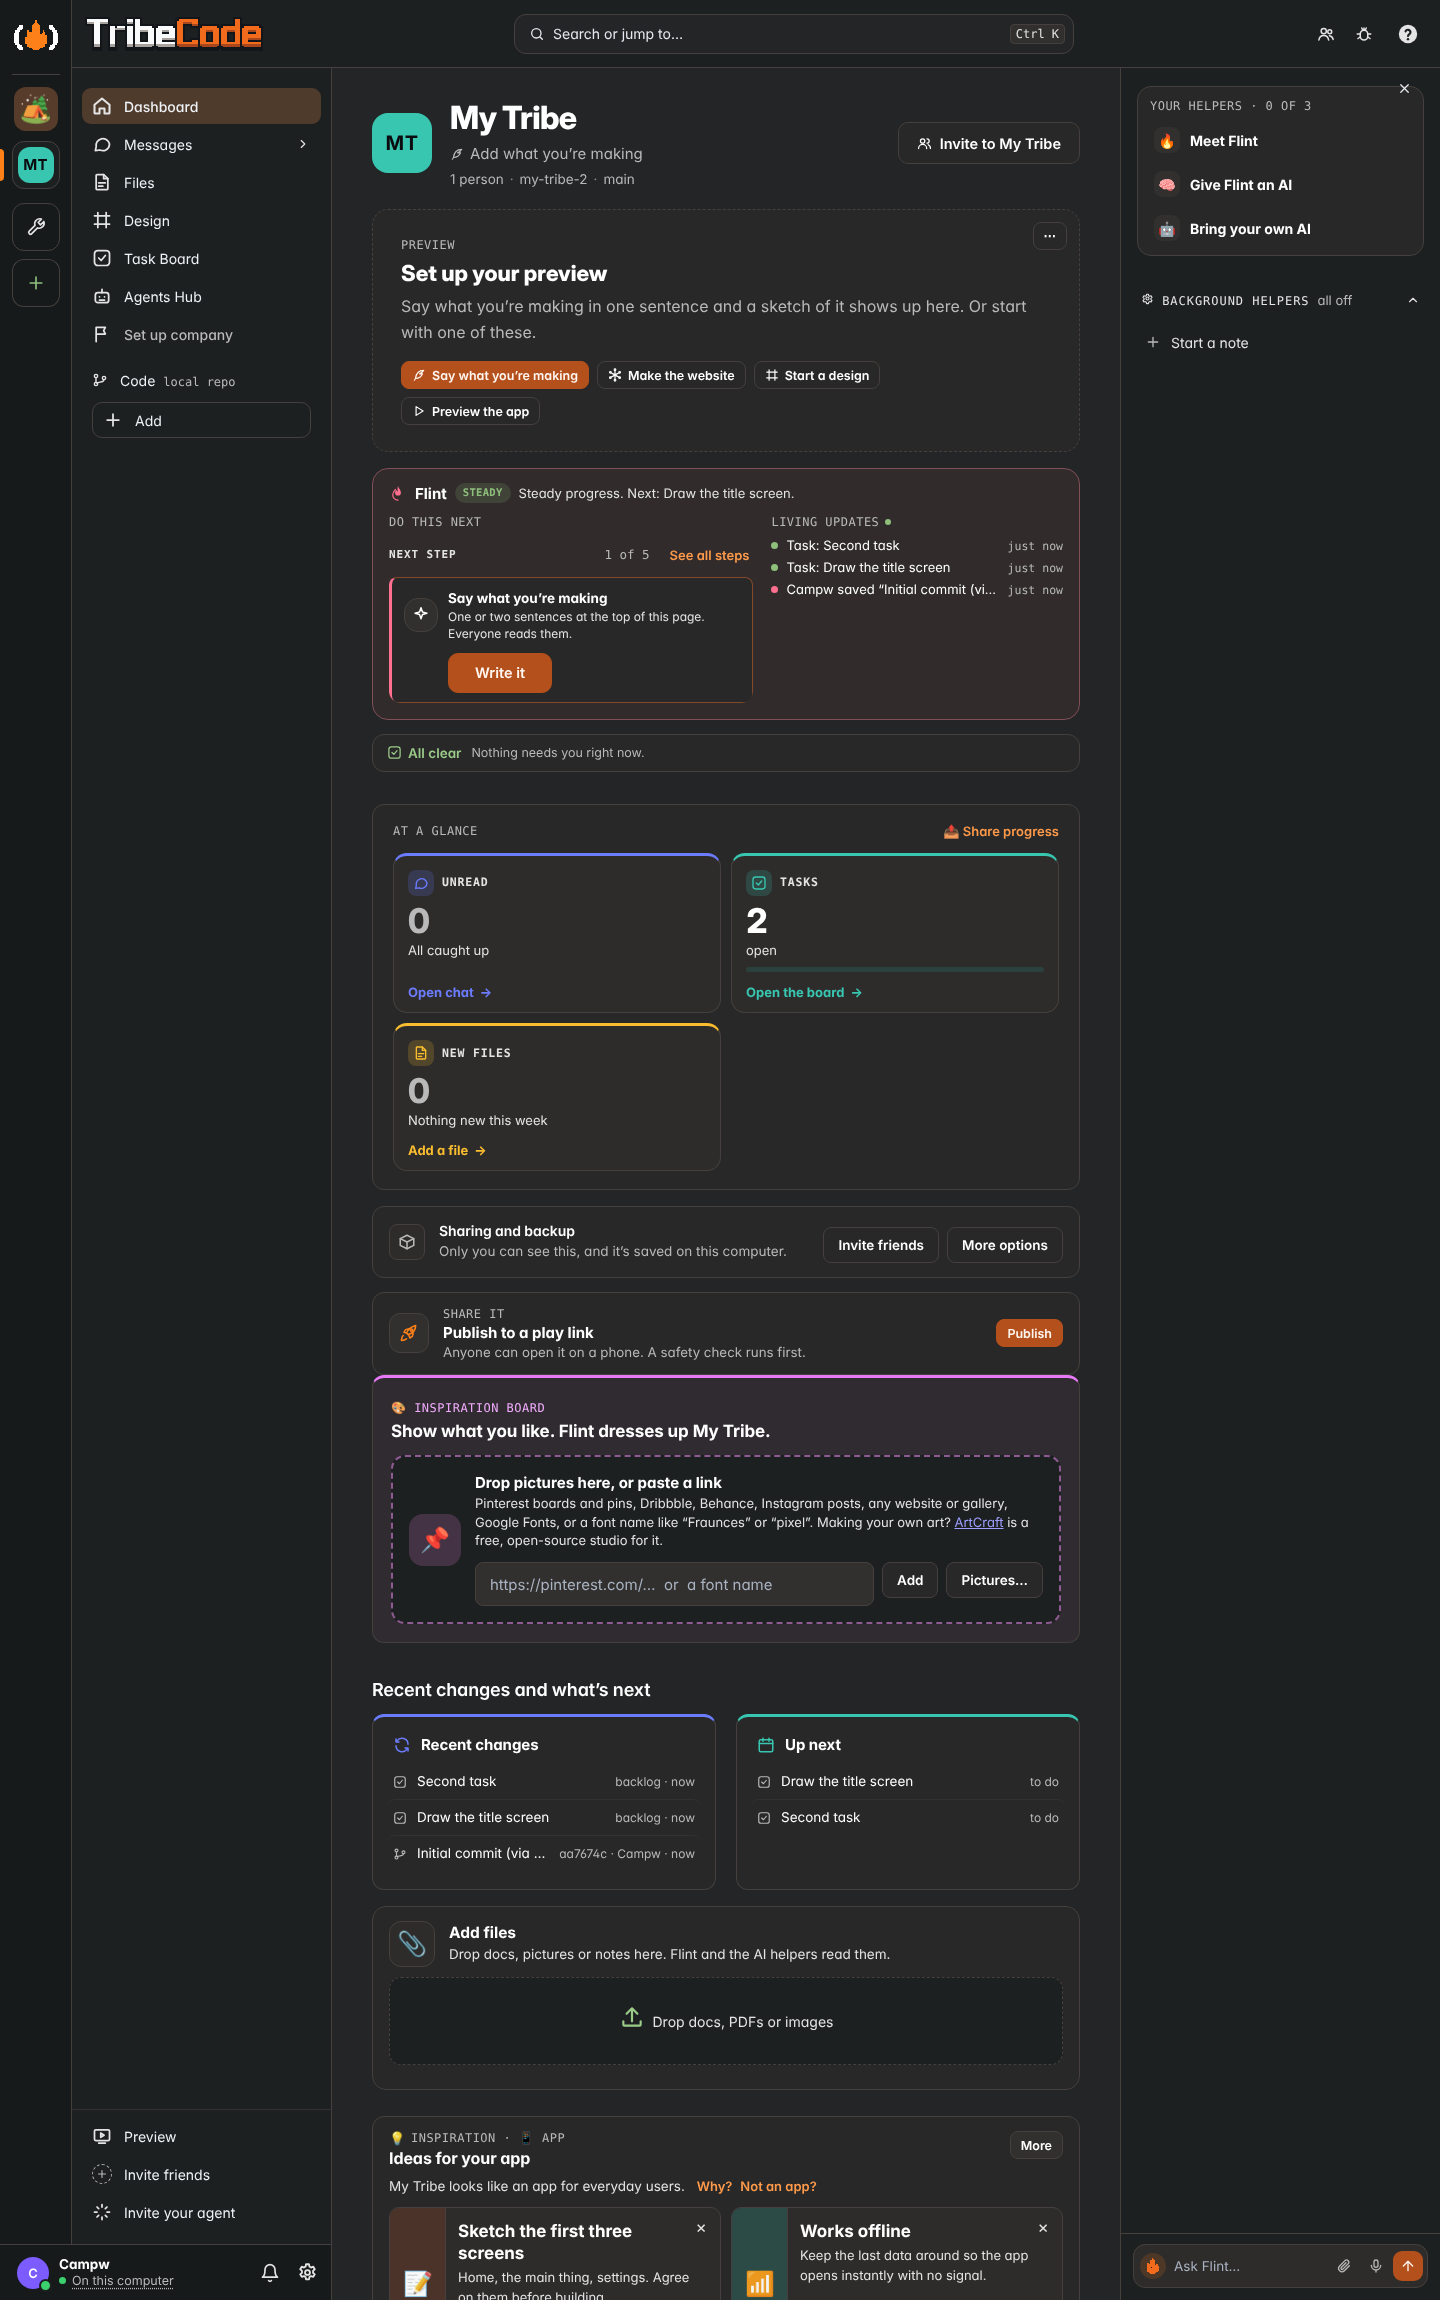 TribeCode
Search or jump to...
Ctrl K
MT
Dashboard
Messages
Files
Design
Task Board
Agents Hub
Set up company
Code local repo
Add
MT
My Tribe
Add what you’re making
1 person · my-tribe-2 · main
Invite to My Tribe
PREVIEW
Set up your preview
Say what you’re making in one sentence and a sketch of it shows up here. Or start
with one of these.
Say what you’re making
Make the website
Start a design
Preview the app
Flint STEADY Steady progress. Next: Draw the title screen.
DO THIS NEXT
NEXT STEP 1 of 5 See all steps
Say what you’re making
One or two sentences at the top of this page.
Everyone reads them.
Write it
LIVING UPDATES
Task: Second task just now
Task: Draw the title screen just now
Campw saved “Initial commit (vi... just now
All clear Nothing needs you right now.
AT A GLANCE
Share progress
UNREAD
0
All caught up
Open chat →
TASKS
2
open
Open the board →
NEW FILES
0
Nothing new this week
Add a file →
Sharing and backup
Only you can see this, and it’s saved on this computer.
Invite friends
More options
SHARE IT
Publish to a play link
Anyone can open it on a phone. A safety check runs first.
Publish
INSPIRATION BOARD
Show what you like. Flint dresses up My Tribe.
Drop pictures here, or paste a link
Pinterest boards and pins, Dribbble, Behance, Instagram posts, any website or gallery,
Google Fonts, or a font name like “Fraunces” or “pixel”. Making your own art? ArtCraft is a
free, open-source studio for it.
https://pinterest.com/... or a font name
Add
Pictures...
Recent changes and what’s next
Recent changes
Second task backlog · now
Draw the title screen backlog · now
Initial commit (via ... aa7674c · Campw · now
Up next
Draw the title screen to do
Second task to do
Add files
Drop docs, pictures or notes here. Flint and the AI helpers read them.
Drop docs, PDFs or images
INSPIRATION · APP
Ideas for your app
More
My Tribe looks like an app for everyday users. Why? Not an app?
Sketch the first three
screens
Home, the main thing, settings. Agree
on them before building
Works offline
Keep the last data around so the app
opens instantly with no signal.
YOUR HELPERS · 0 OF 3
Meet Flint
Give Flint an AI
Bring your own AI
BACKGROUND HELPERS all off
Start a note
Preview
Invite friends
Invite your agent
C
Campw
On this computer
Ask Flint...